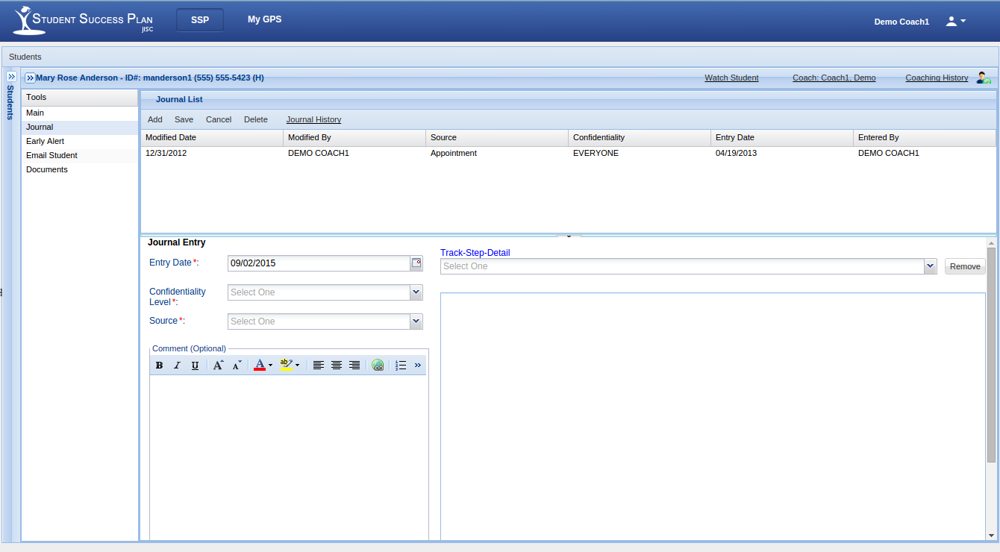 STUDENT SUCCESS PLAN
JISC
SSP
My GPS
Demo Coach1
Students
Mary Rose Anderson - ID#: manderson1 (555) 555-5423 (H)
Watch Student
Coach: Coach1, Demo
Coaching History
Students
Tools
Main
Journal
Early Alert
Email Student
Documents
Journal List
Add Save Cancel Delete Journal History
Modified Date Modified By Source Confidentiality Entry Date Entered By
12/31/2012 DEMO COACH1 Appointment EVERYONE 04/19/2013 DEMO COACH1
Journal Entry
Entry Date*: 09/02/2015
Confidentiality
Level*: Select One
Source*: Select One
Track-Step-Detail
Select One
Remove
Comment (Optional)
B I U A A A ab